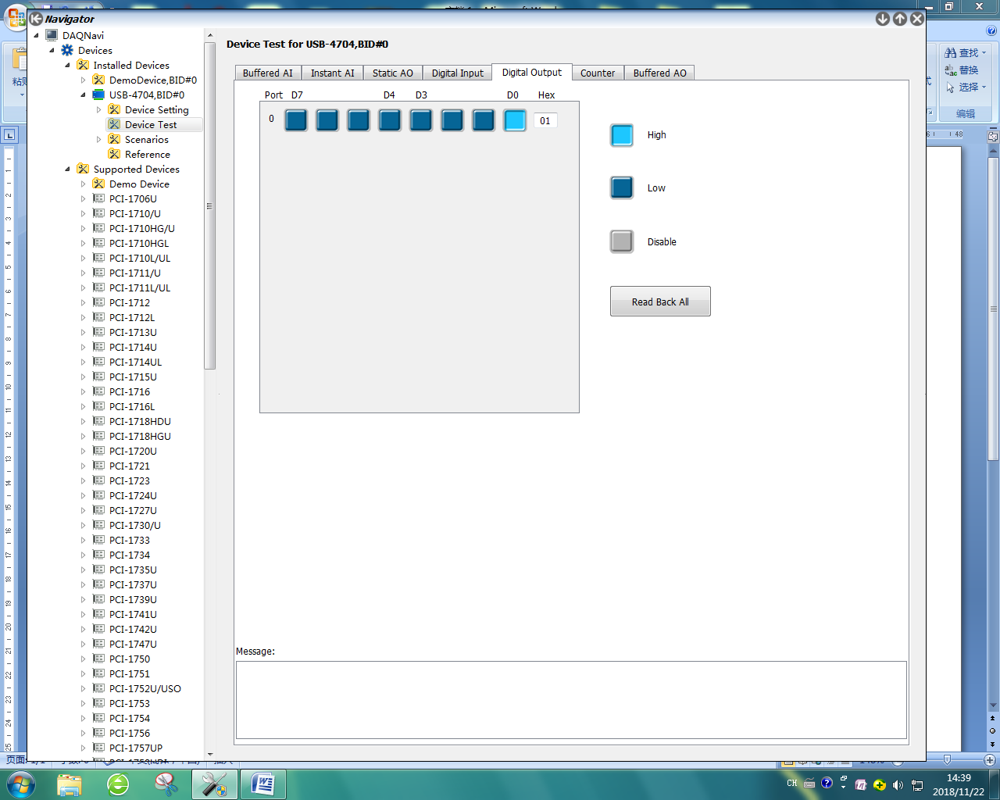 Navigator
DAQNavi
Devices
Installed Devices
DemoDevice,BID#0
USB-4704,BID#0
Device Setting
Device Test
Scenarios
Reference
Supported Devices
Demo Device
PCI-1706U
PCI-1710/U
PCI-1710HG/U
PCI-1710HGL
PCI-1710L/UL
PCI-1711/U
PCI-1711L/UL
PCI-1712
PCI-1712L
PCI-1713U
PCI-1714U
PCI-1714UL
PCI-1715U
PCI-1716
PCI-1716L
PCI-1718HDU
PCI-1718HGU
PCI-1720U
PCI-1721
PCI-1723
PCI-1724U
PCI-1727U
PCI-1730/U
PCI-1733
PCI-1734
PCI-1735U
PCI-1737U
PCI-1739U
PCI-1741U
PCI-1742U
PCI-1747U
PCI-1750
PCI-1751
PCI-1752U/USO
PCI-1753
PCI-1754
PCI-1756
PCI-1757UP
Device Test for USB-4704,BID#0
Buffered AI Instant AI Static AO Digital Input Digital Output Counter Buffered AO
Port D7 D4 D3 D0 Hex
0 01
High
Low
Disable
Read Back All
Message:
查找
替换
选择
编辑
48
CH
14:39
2018/11/22